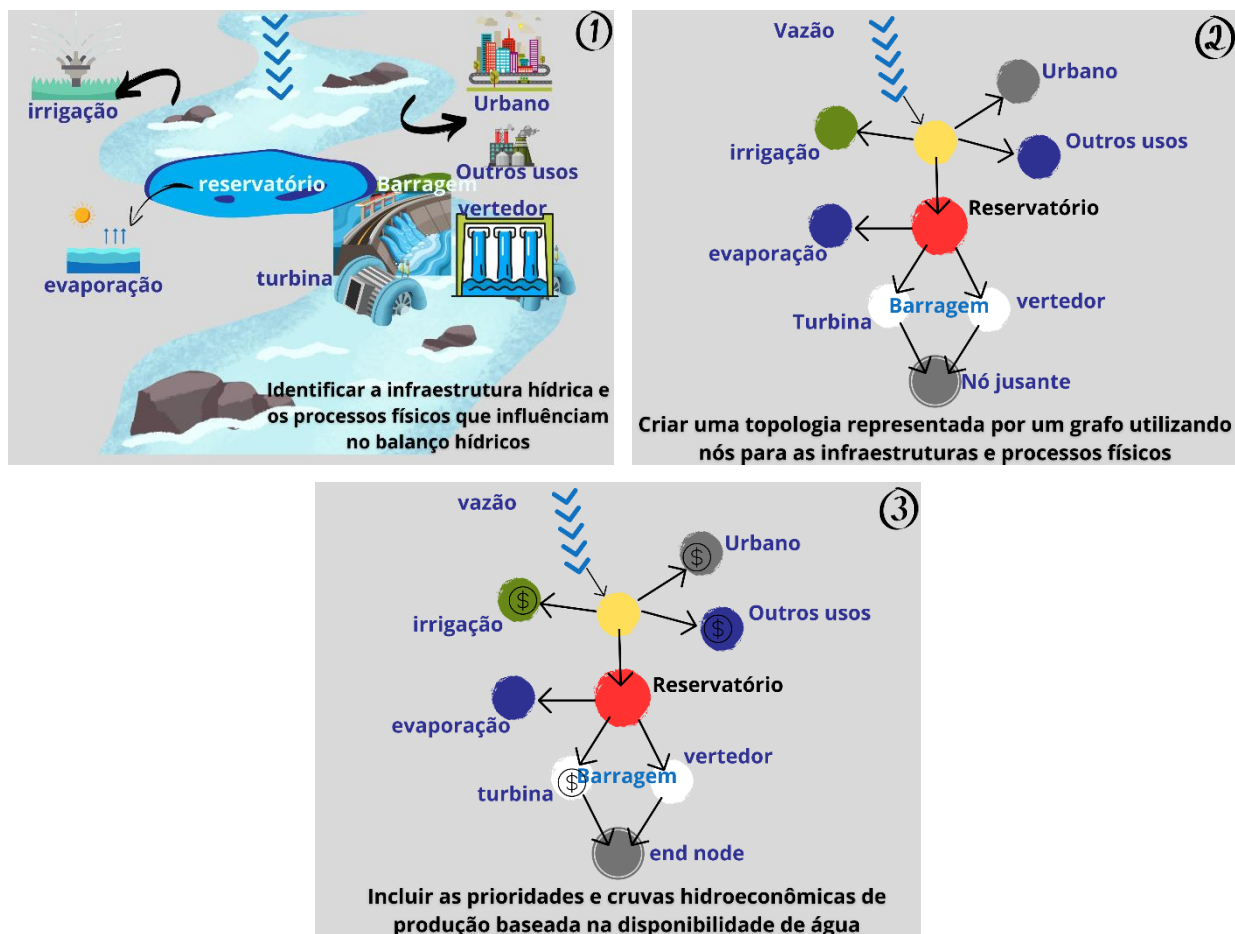 1
irrigação
Urbano
Outros usos
reservatório
Barragem
vertedor
evaporação
turbina
Identificar a infraestrutura hídrica e
os processos físicos que influênciam
no balanço hídricos
2
Vazão
Urbano
irrigação
Outros usos
Reservatório
evaporação
Barragem
vertedor
Turbina
Nó jusante
Criar uma topologia representada por um grafo utilizando
nós para as infraestruturas e processos físicos
3
vazão
Urbano
$
$
irrigação
Outros usos
$
Reservatório
evaporação
vertedor
Barragem
$
turbina
end node
Incluir as prioridades e cruvas hidroeconômicas de
produção baseada na disponibilidade de água